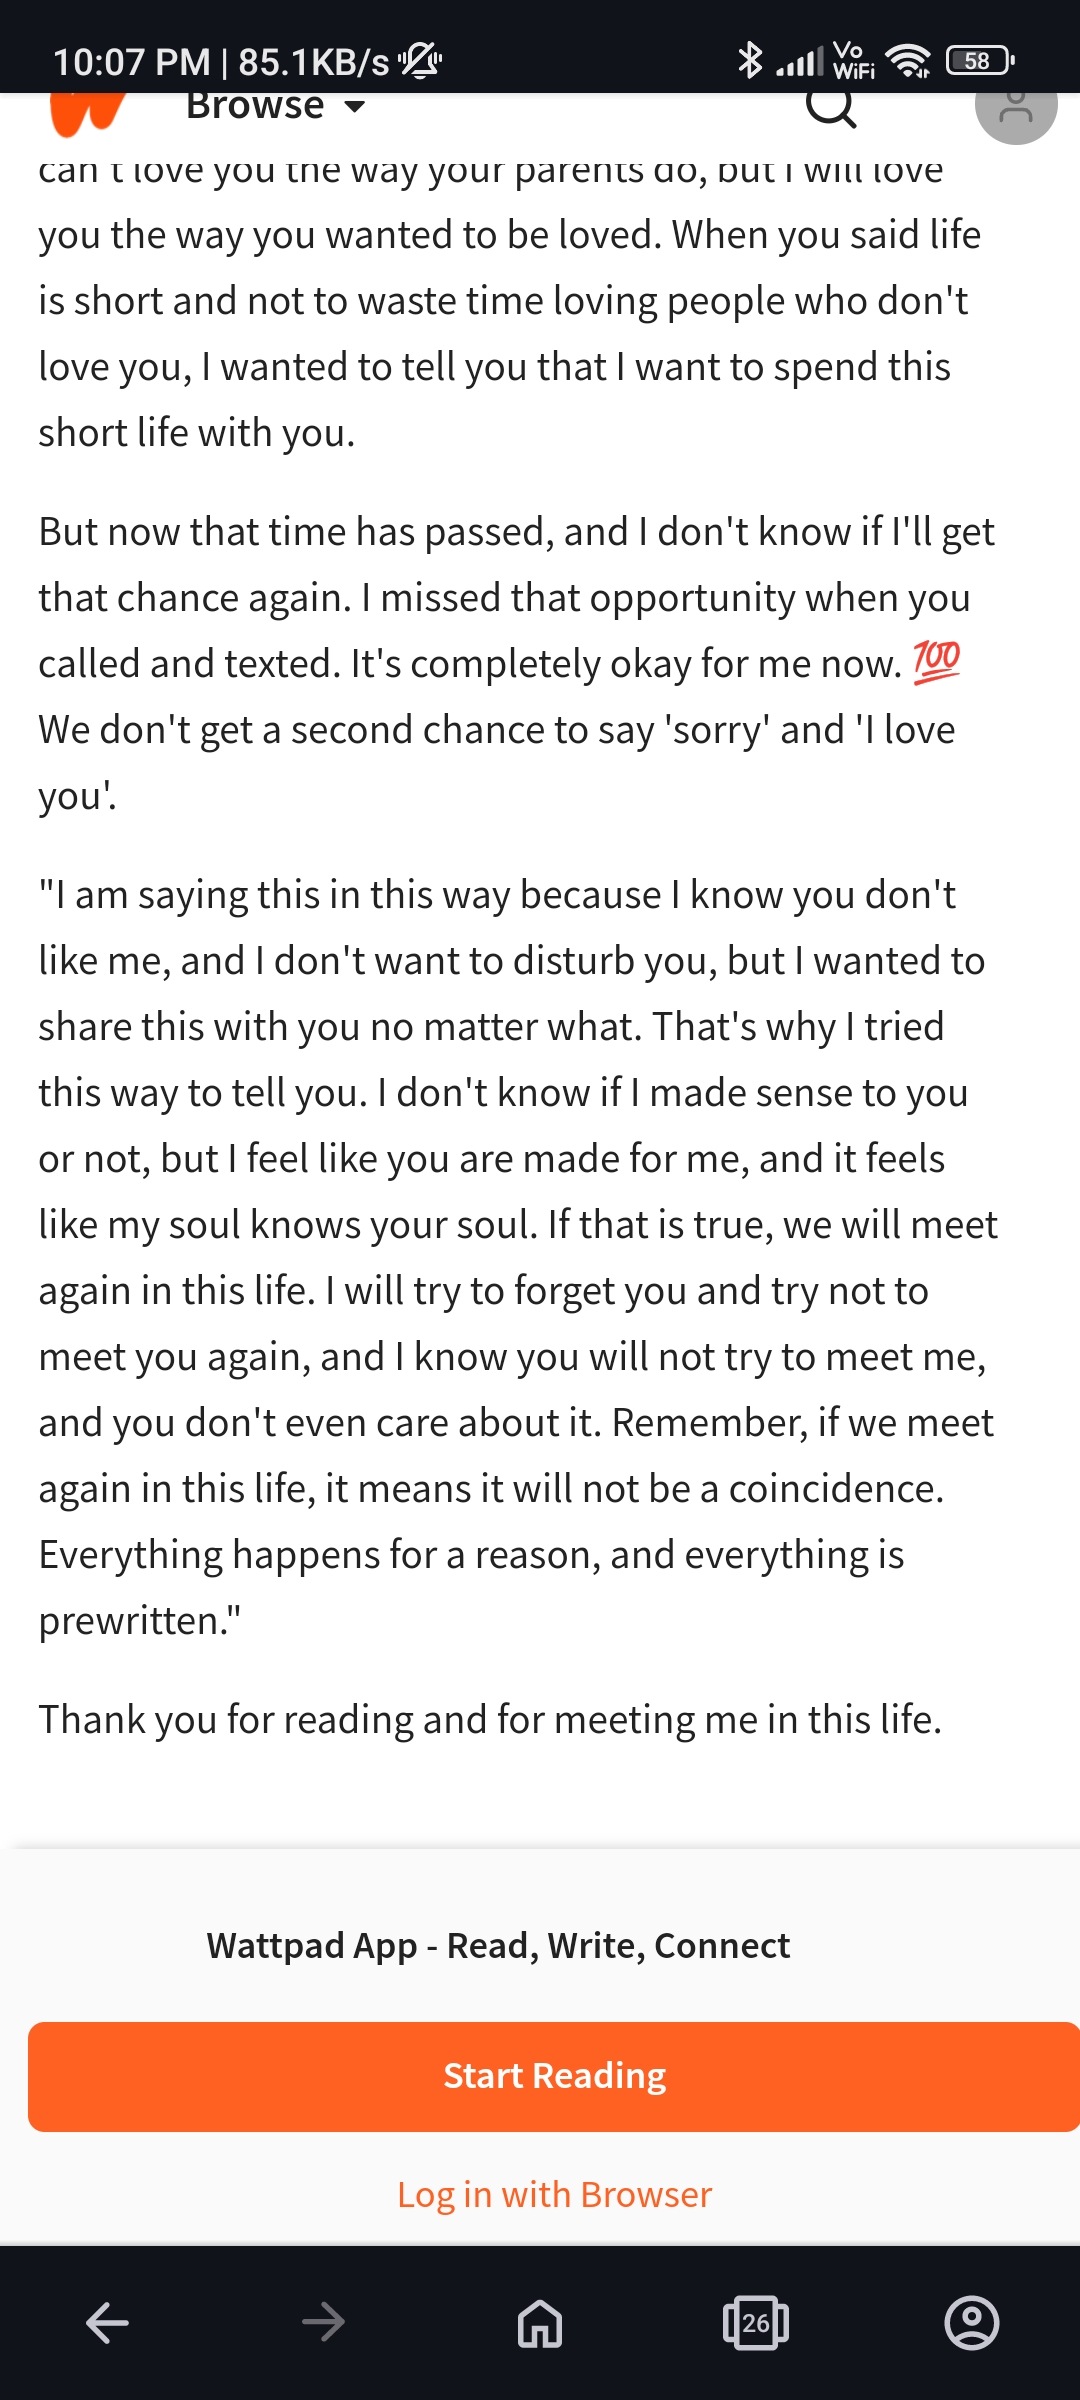 10:07 PM | 85.1KB/s
Vo
WiFi
58
Browse
can't love you the way your parents do, but I will love
you the way you wanted to be loved. When you said life
is short and not to waste time loving people who don't
love you, I wanted to tell you that I want to spend this
short life with you.
But now that time has passed, and I don't know if I'll get
that chance again. I missed that opportunity when you
called and texted. It's completely okay for me now. 💯
We don't get a second chance to say 'sorry' and 'I love
you'.
"I am saying this in this way because I know you don't
like me, and I don't want to disturb you, but I wanted to
share this with you no matter what. That's why I tried
this way to tell you. I don't know if I made sense to you
or not, but I feel like you are made for me, and it feels
like my soul knows your soul. If that is true, we will meet
again in this life. I will try to forget you and try not to
meet you again, and I know you will not try to meet me,
and you don't even care about it. Remember, if we meet
again in this life, it means it will not be a coincidence.
Everything happens for a reason, and everything is
prewritten."
Thank you for reading and for meeting me in this life.
Wattpad App - Read, Write, Connect
Start Reading
Log in with Browser
26